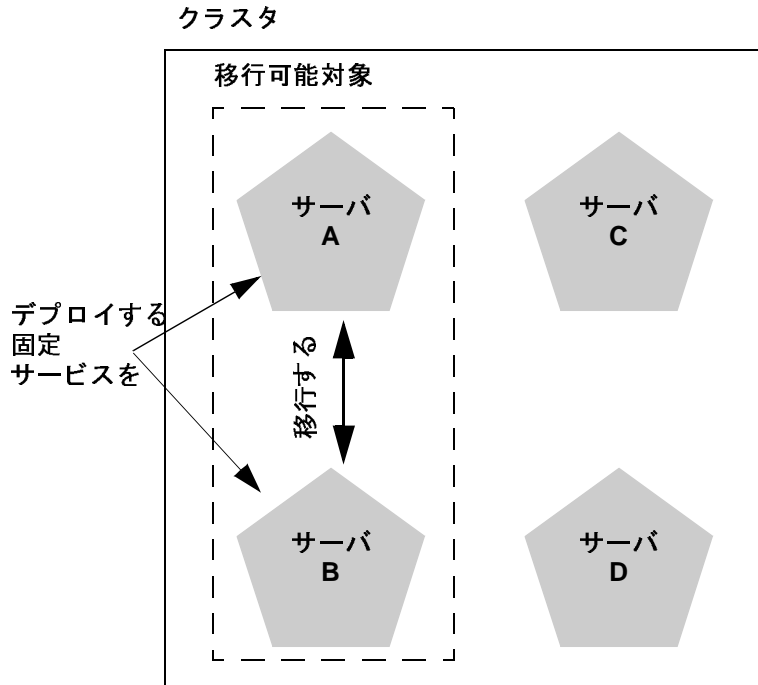 クラスタ
移行可能対象
サーバ
A
サーバ
C
デプロイする
固定
サービスを
移行する
サーバ
B
サーバ
D